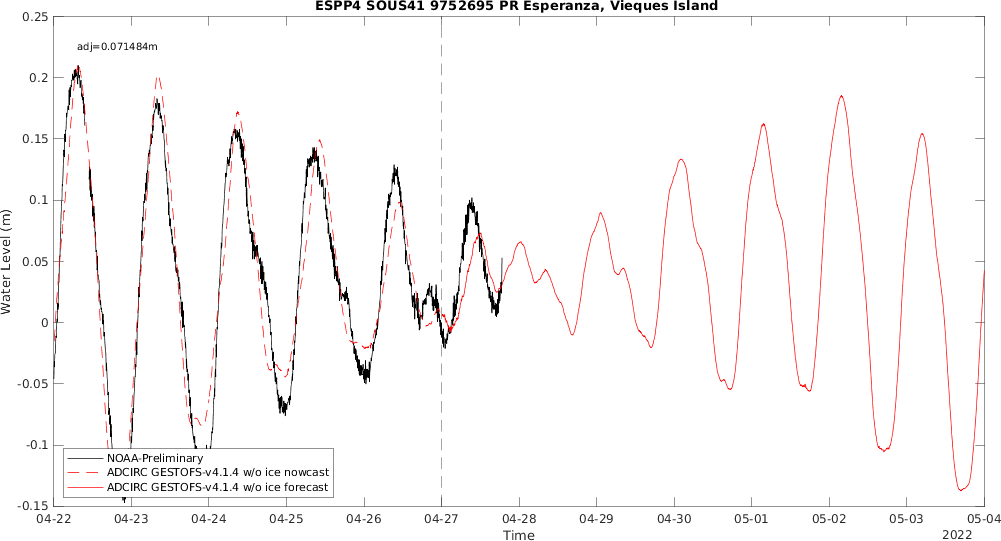 ESPP4 SOUS41 9752695 PR Esperanza, Vieques Island
0.25
adj=0.071484m
0.2
0.15
0.1
0.05
0
-0.05
-0.1
-0.15
Water Level (m)
NOAA-Preliminary
ADCIRC GESTOFS-v4.1.4 w/o ice nowcast
ADCIRC GESTOFS-v4.1.4 w/o ice forecast
04-22 04-23 04-24 04-25 04-26 04-27 04-28 04-29 04-30 05-01 05-02 05-03 05-04
Time
2022